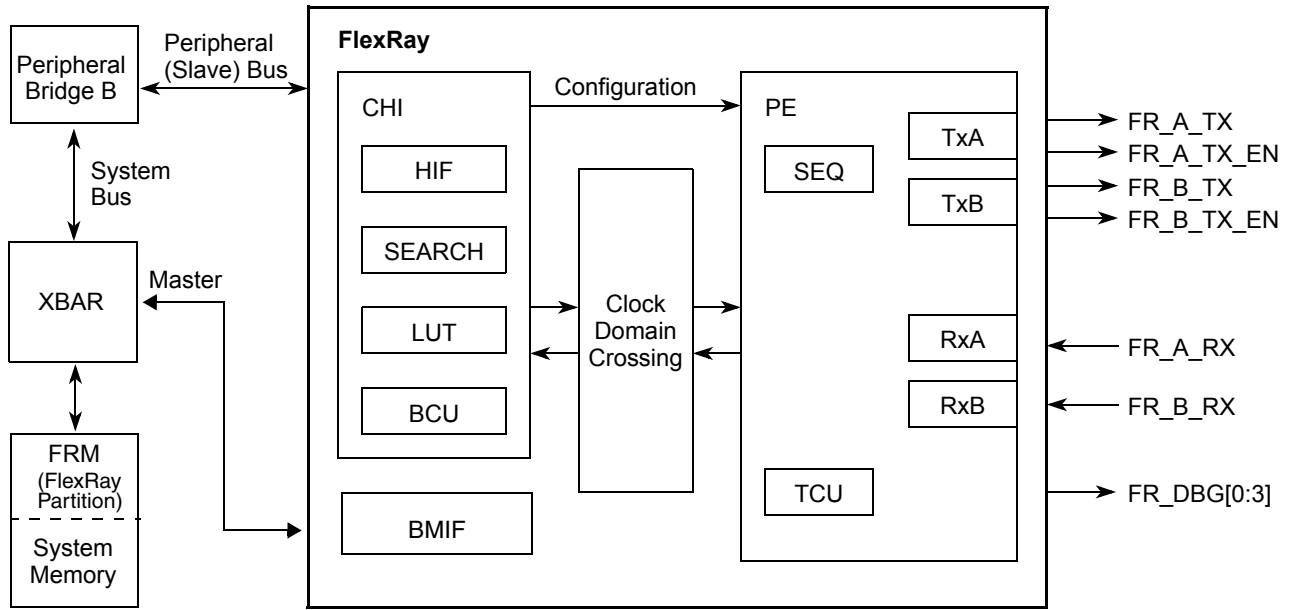 Peripheral
Bridge B
Peripheral
(Slave) Bus
System
Bus
XBAR
Master
FRM
(FlexRay
Partition)
System
Memory
FlexRay
CHI
HIF
SEARCH
LUT
BCU
BMIF
Configuration
Clock
Domain
Crossing
PE
SEQ
TCU
TxA
TxB
RxA
RxB
FR_A_TX
FR_A_TX_EN
FR_B_TX
FR_B_TX_EN
FR_A_RX
FR_B_RX
FR_DBG[0:3]